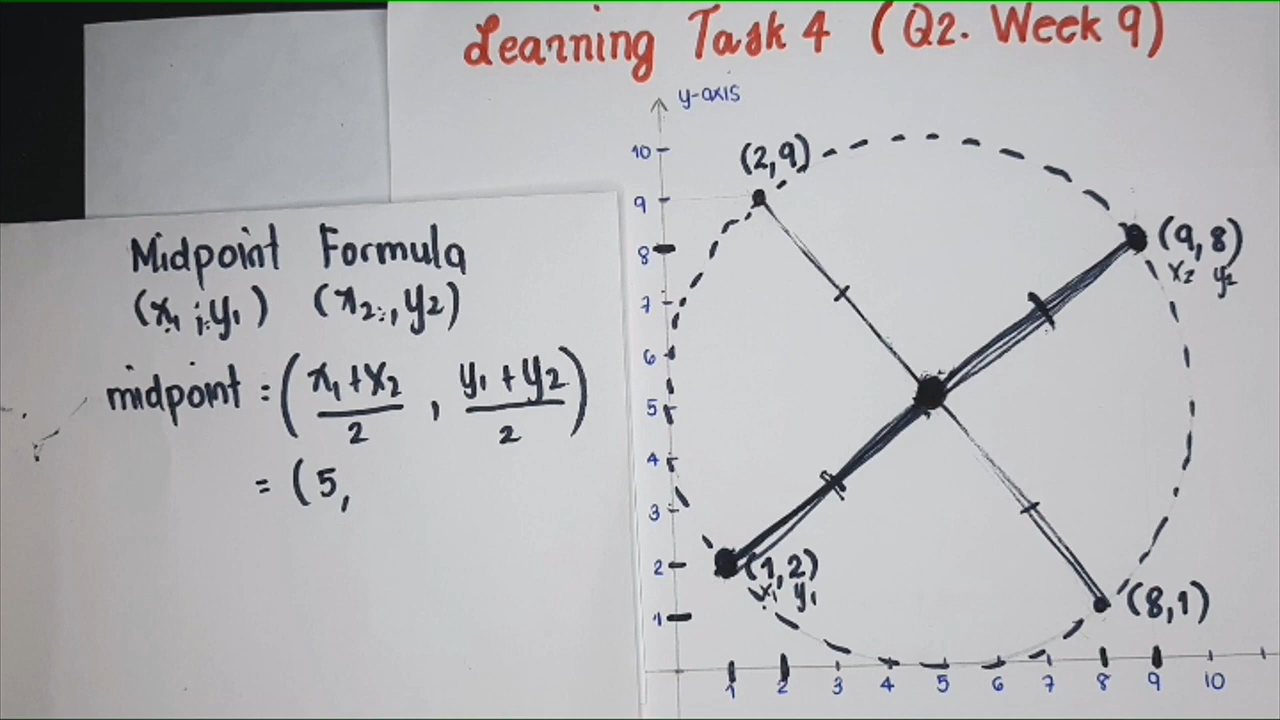 Learning Task 4 (Q2. Week 9)
Midpoint Formula
(x₁, y₁) (x₂, y₂)
midpoint = ( x₁ + x₂ / 2 , y₁ + y₂ / 2 )
= (5,
y-axis
10
9
8
7
6
5
4
3
2
1
(2,9)
(9,8)
x₂ y₂
(1,2)
x₁ y₁
(8,1)
1 2 3 4 5 6 7 8 9 10